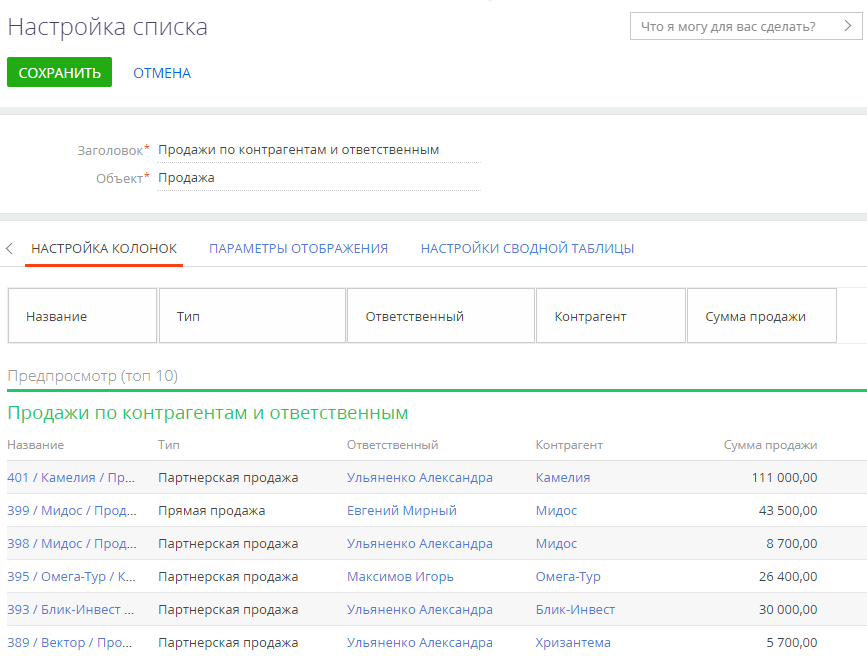 Настройка списка
Что я могу для вас сделать?
СОХРАНИТЬ ОТМЕНА
Заголовок* Продажи по контрагентам и ответственным
Объект* Продажа
НАСТРОЙКА КОЛОНОК ПАРАМЕТРЫ ОТОБРАЖЕНИЯ НАСТРОЙКИ СВОДНОЙ ТАБЛИЦЫ
Название Тип Ответственный Контрагент Сумма продажи
Предпросмотр (топ 10)
Продажи по контрагентам и ответственным
Название Тип Ответственный Контрагент Сумма продажи
401 / Камелия / Пр... Партнерская продажа Ульяненко Александра Камелия 111 000,00
399 / Мидос / Прод... Прямая продажа Евгений Мирный Мидос 43 500,00
398 / Мидос / Прод... Партнерская продажа Ульяненко Александра Мидос 8 700,00
395 / Омега-Тур / К... Партнерская продажа Максимов Игорь Омега-Тур 26 400,00
393 / Блик-Инвест ... Партнерская продажа Ульяненко Александра Блик-Инвест 30 000,00
389 / Вектор / Про... Партнерская продажа Ульяненко Александра Хризантема 5 700,00